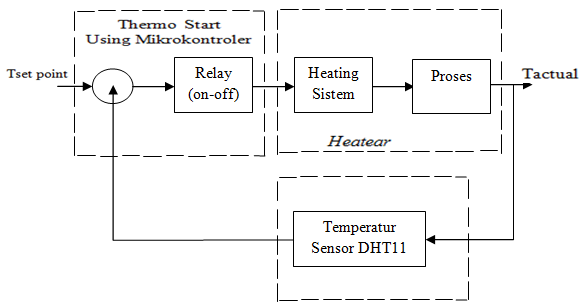 Thermo Start
Using Mikrokontroler
Tset point
Relay
(on-off)
Heating
Sistem
Proses
Tactual
Heatear
Temperatur
Sensor DHT11